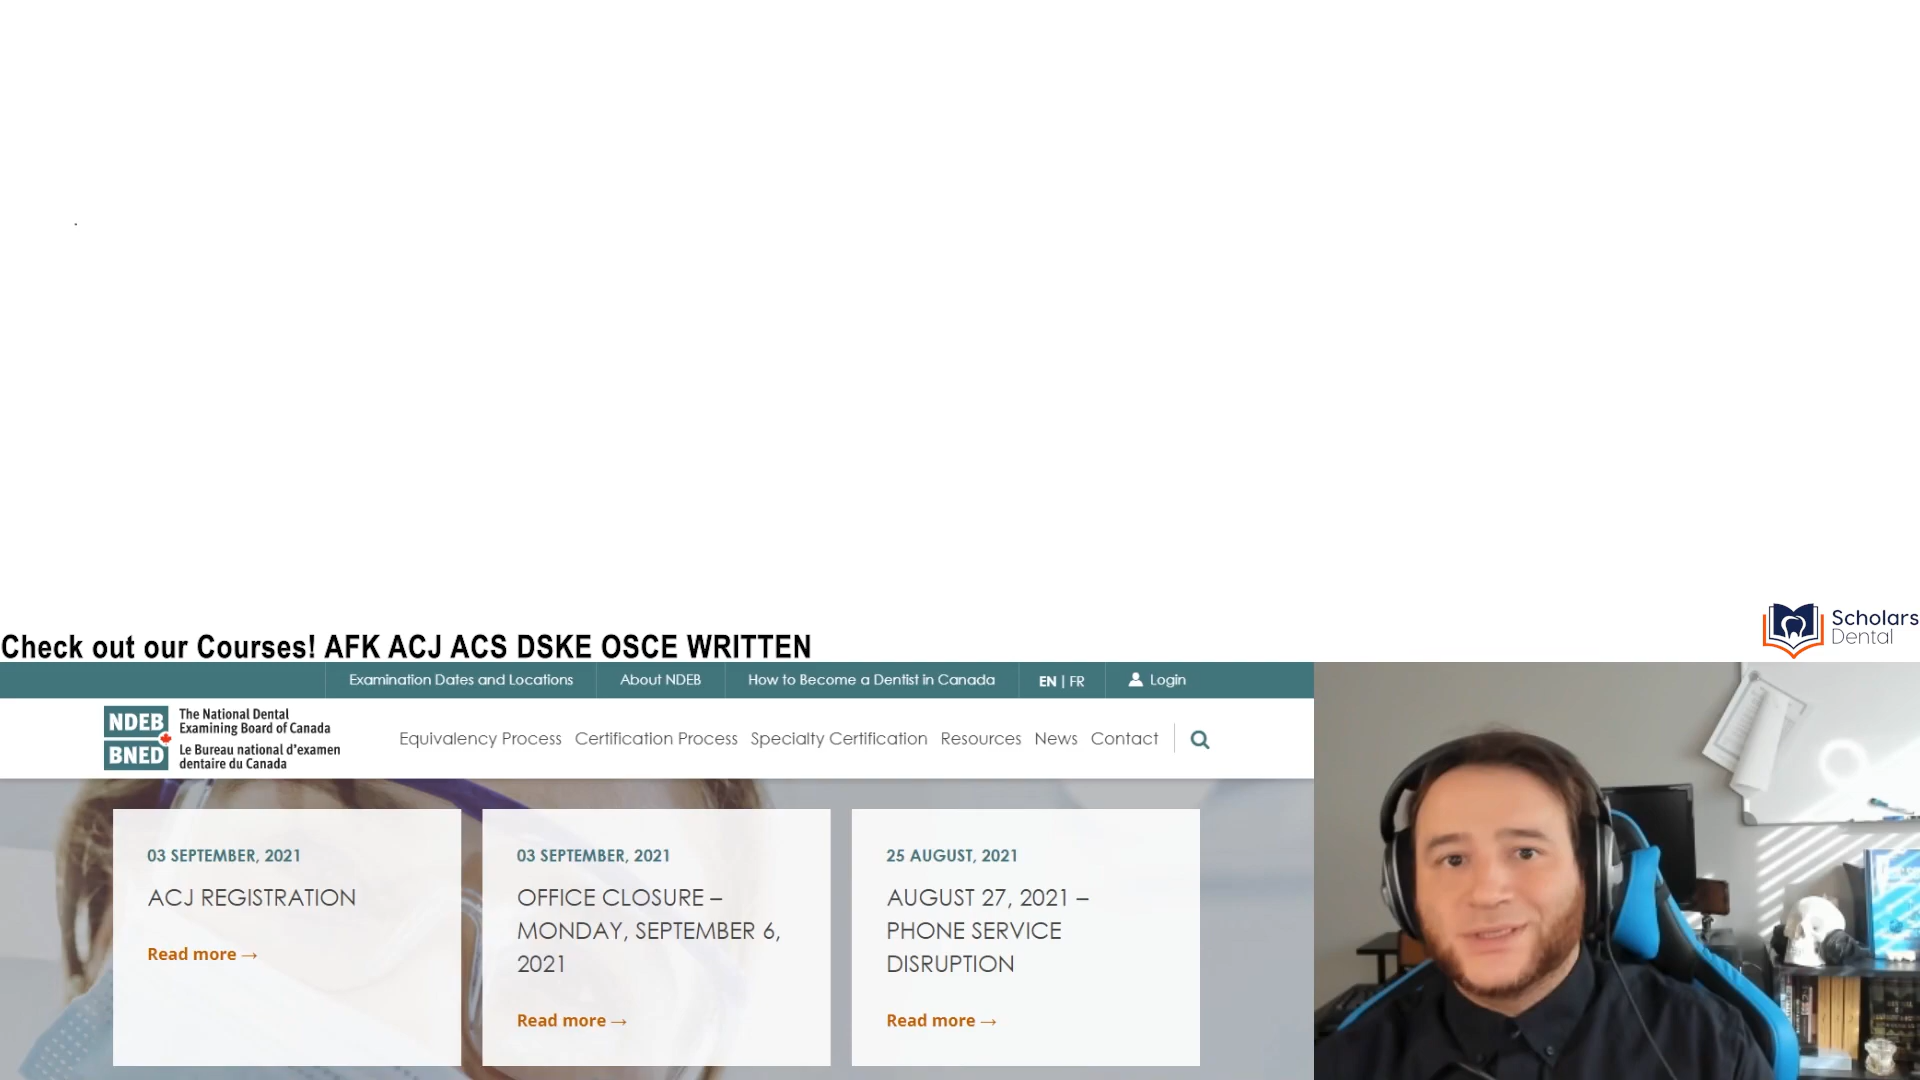 Check out our Courses! AFK ACJ ACS DSKE OSCE WRITTEN
Scholars
Dental
Examination Dates and Locations
About NDEB
How to Become a Dentist in Canada
EN | FR
Login
NDEB
BNED
The National Dental
Examining Board of Canada
Le Bureau national d'examen
dentaire du Canada
Equivalency Process
Certification Process
Specialty Certification
Resources
News
Contact
03 SEPTEMBER, 2021
ACJ REGISTRATION
Read more →
03 SEPTEMBER, 2021
OFFICE CLOSURE –
MONDAY, SEPTEMBER 6,
2021
Read more →
25 AUGUST, 2021
AUGUST 27, 2021 –
PHONE SERVICE
DISRUPTION
Read more →